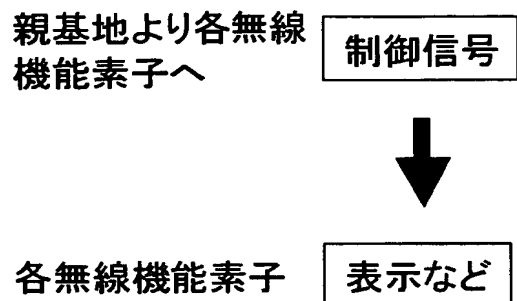 親基地より各無線
機能素子へ
制御信号
各無線機能素子
表示など